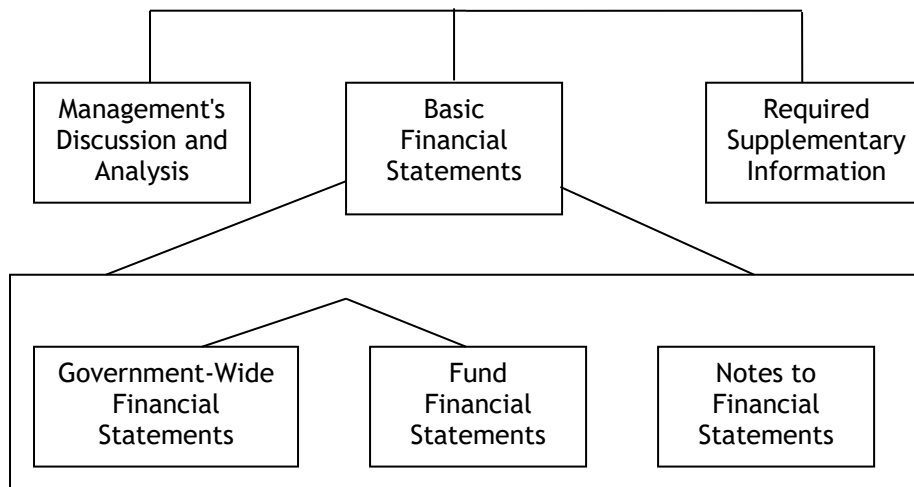 Management's
Discussion and
Analysis
Basic
Financial
Statements
Required
Supplementary
Information
Government-Wide
Financial
Statements
Fund
Financial
Statements
Notes to
Financial
Statements